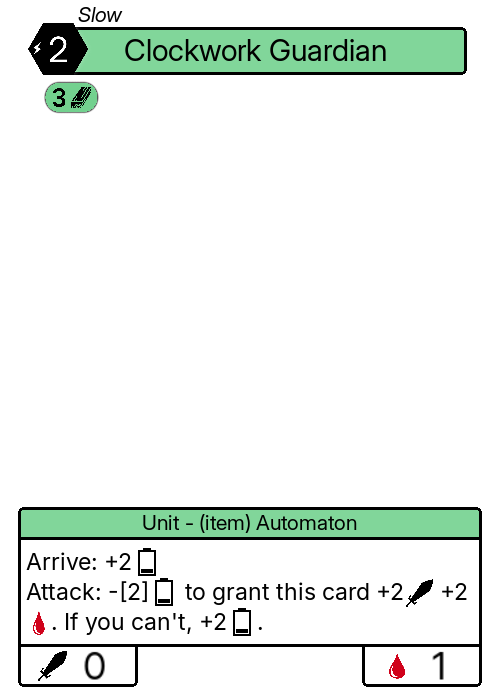 Slow
2 Clockwork Guardian
3
Unit - (item) Automaton
Arrive: +2
Attack: -[2] to grant this card +2 +2
. If you can't, +2 .
0 1